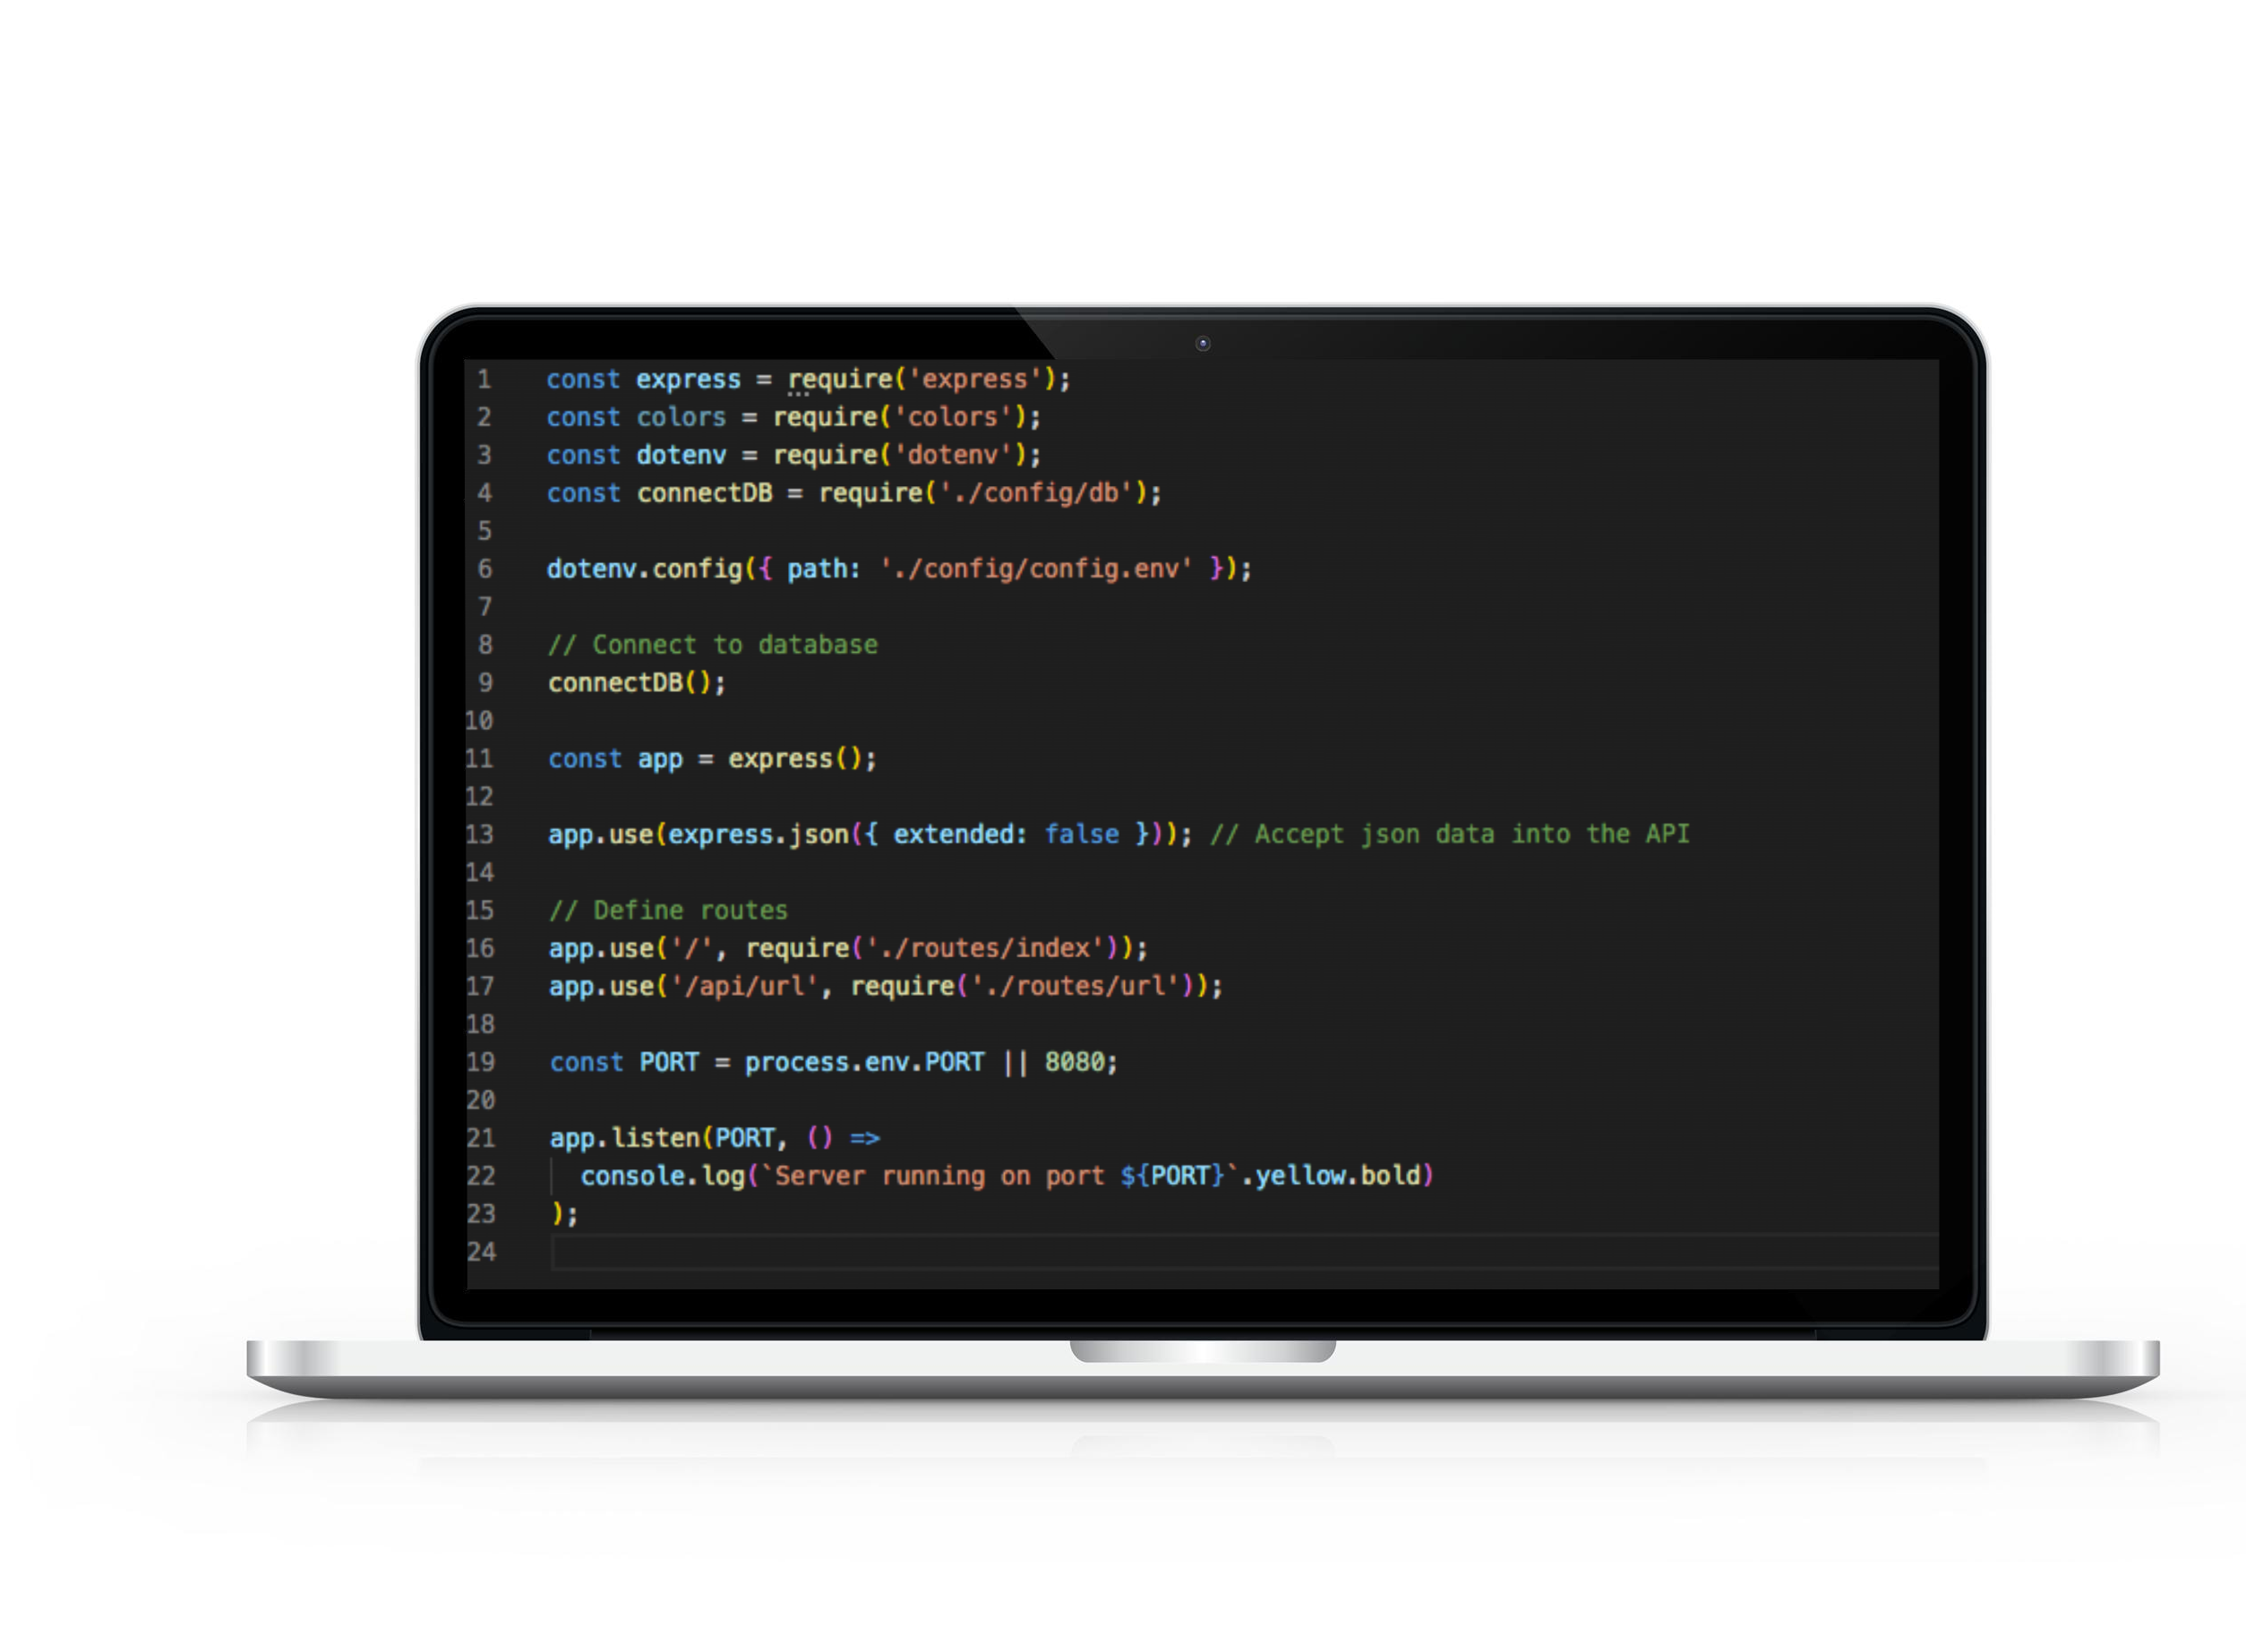 1 const express = require('express');
2 const colors = require('colors');
3 const dotenv = require('dotenv');
4 const connectDB = require('./config/db');
5
6 dotenv.config({ path: './config/config.env' });
7
8 // Connect to database
9 connectDB();
10
11 const app = express();
12
13 app.use(express.json({ extended: false })); // Accept json data into the API
14
15 // Define routes
16 app.use('/', require('./routes/index'));
17 app.use('/api/url', require('./routes/url'));
18
19 const PORT = process.env.PORT || 8080;
20
21 app.listen(PORT, () =>
22   console.log(`Server running on port ${PORT}`.yellow.bold)
23 );
24